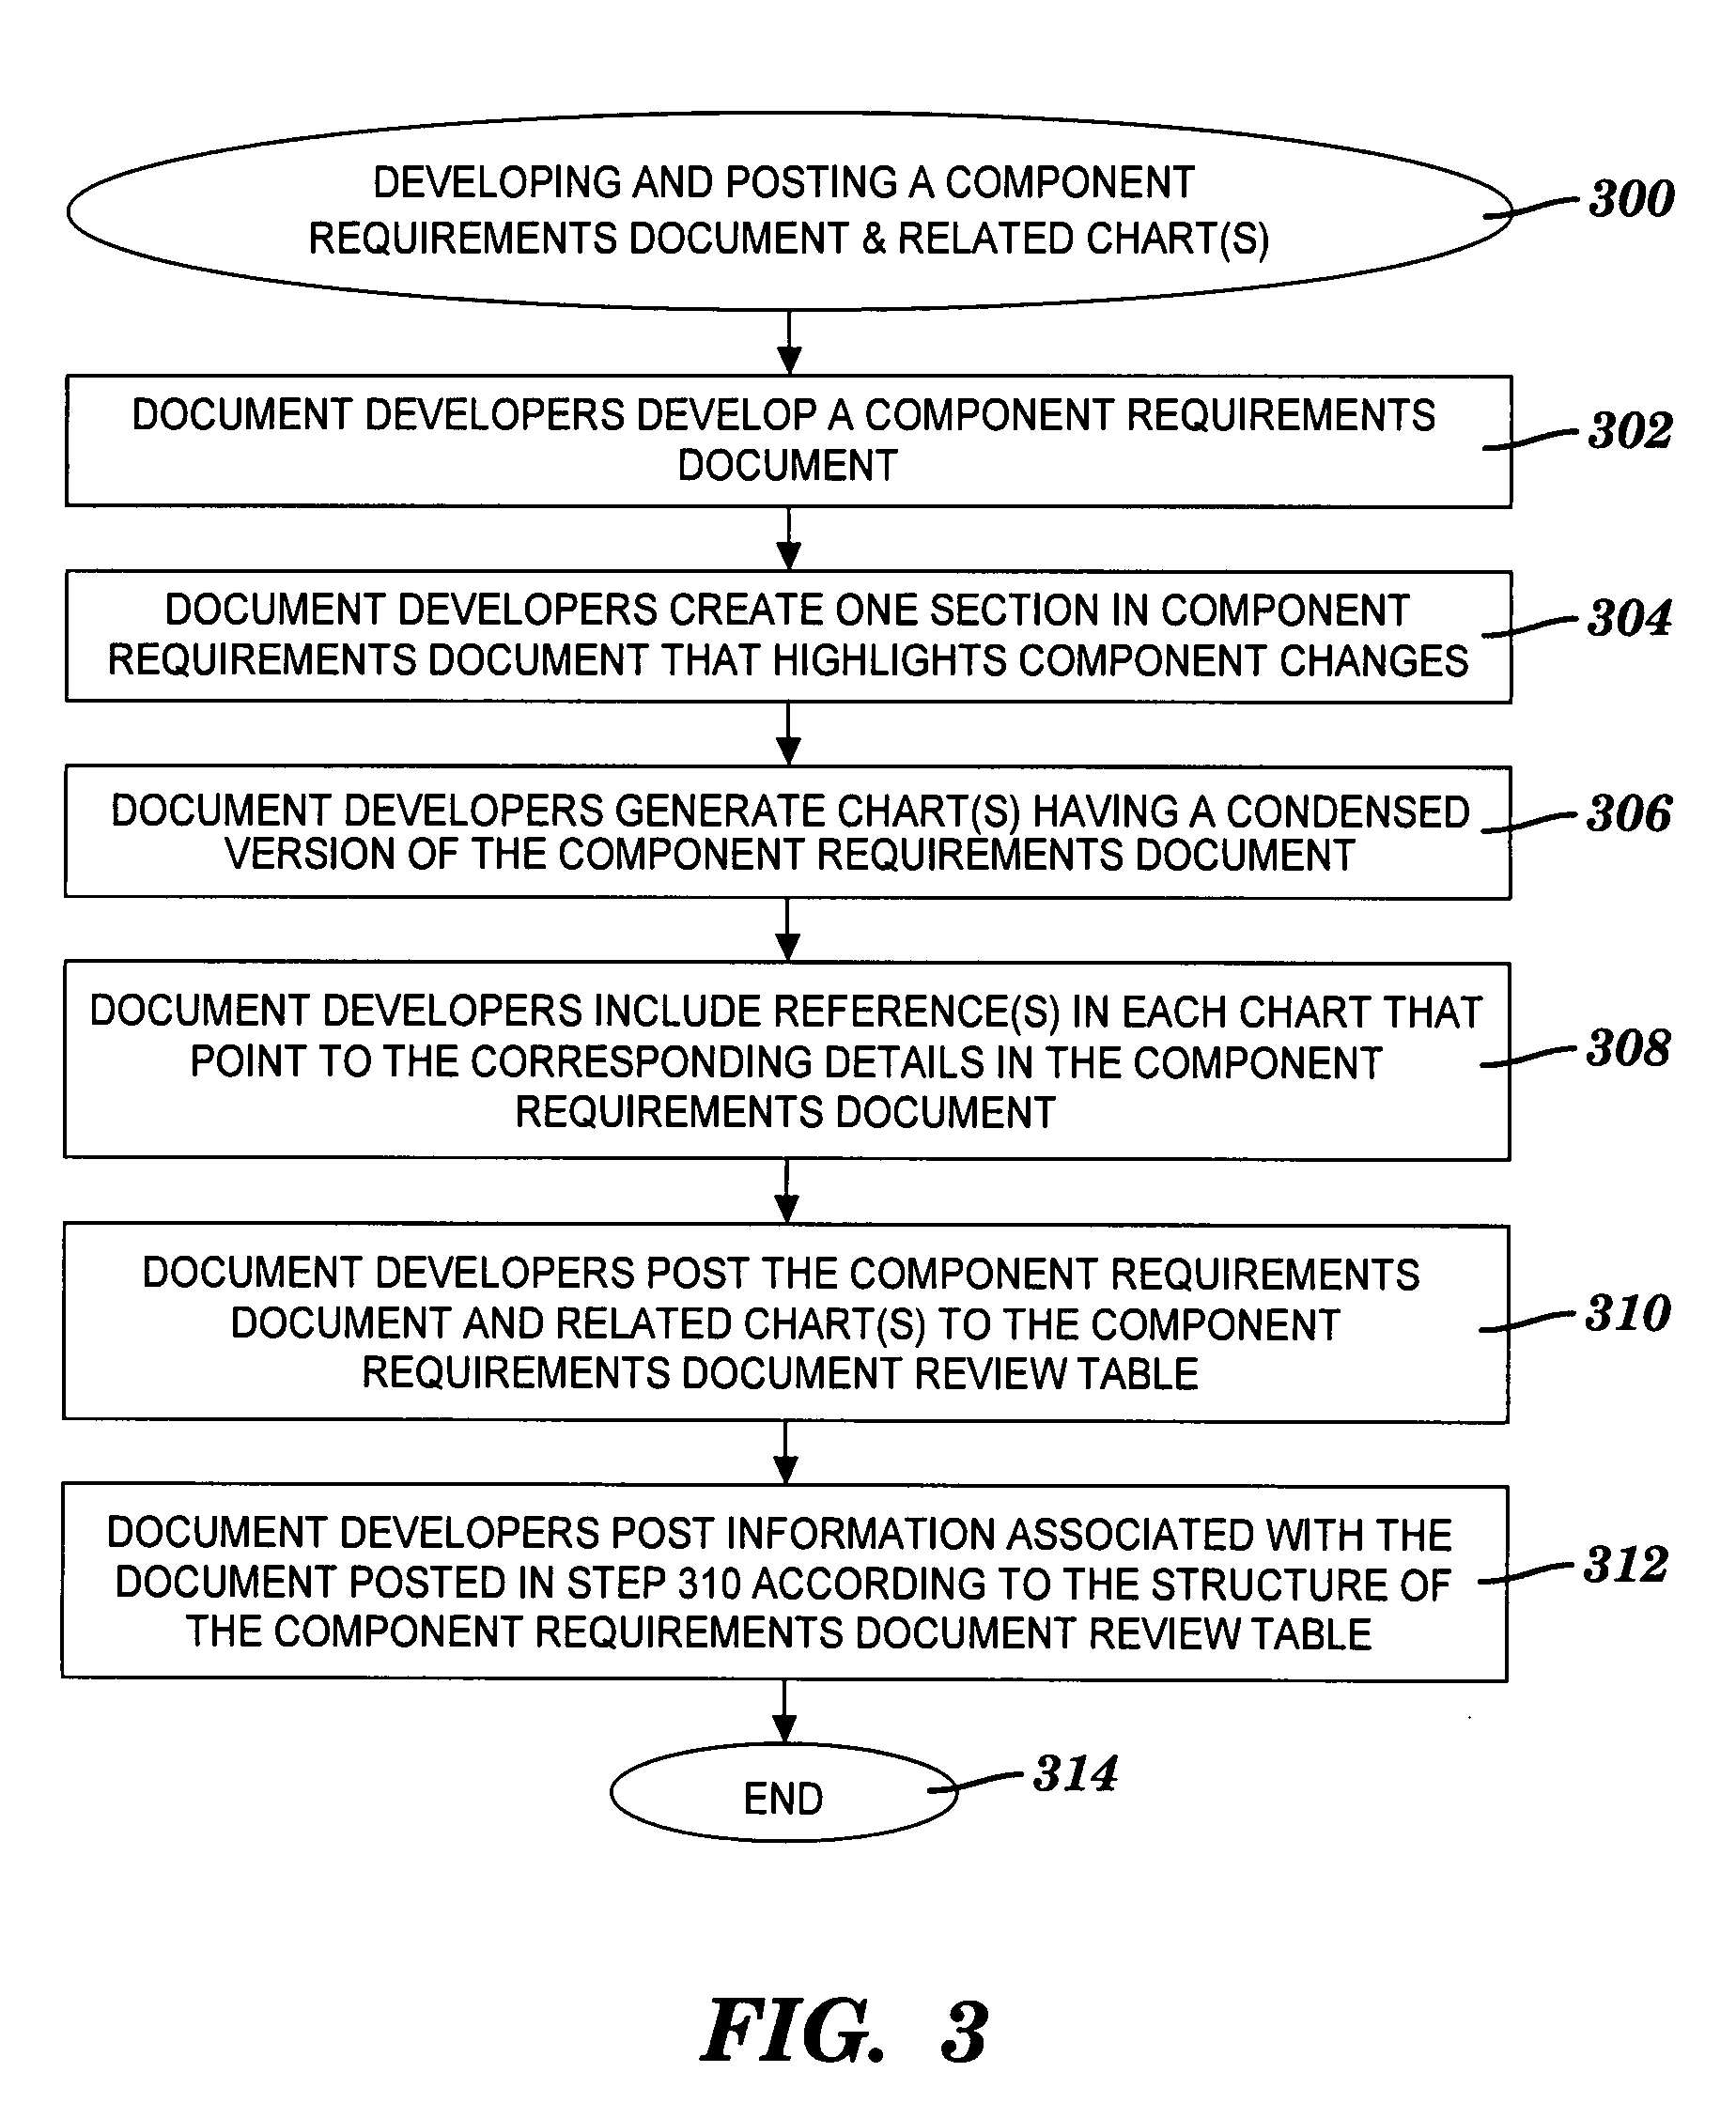 DEVELOPING AND POSTING A COMPONENT
REQUIREMENTS DOCUMENT & RELATED CHART(S)
300
DOCUMENT DEVELOPERS DEVELOP A COMPONENT REQUIREMENTS
DOCUMENT
302
DOCUMENT DEVELOPERS CREATE ONE SECTION IN COMPONENT
REQUIREMENTS DOCUMENT THAT HIGHLIGHTS COMPONENT CHANGES
304
DOCUMENT DEVELOPERS GENERATE CHART(S) HAVING A CONDENSED
VERSION OF THE COMPONENT REQUIREMENTS DOCUMENT
306
DOCUMENT DEVELOPERS INCLUDE REFERENCE(S) IN EACH CHART THAT
POINT TO THE CORRESPONDING DETAILS IN THE COMPONENT
REQUIREMENTS DOCUMENT
308
DOCUMENT DEVELOPERS POST THE COMPONENT REQUIREMENTS
DOCUMENT AND RELATED CHART(S) TO THE COMPONENT
REQUIREMENTS DOCUMENT REVIEW TABLE
310
DOCUMENT DEVELOPERS POST INFORMATION ASSOCIATED WITH THE
DOCUMENT POSTED IN STEP 310 ACCORDING TO THE STRUCTURE OF
THE COMPONENT REQUIREMENTS DOCUMENT REVIEW TABLE
312
END
314
FIG. 3